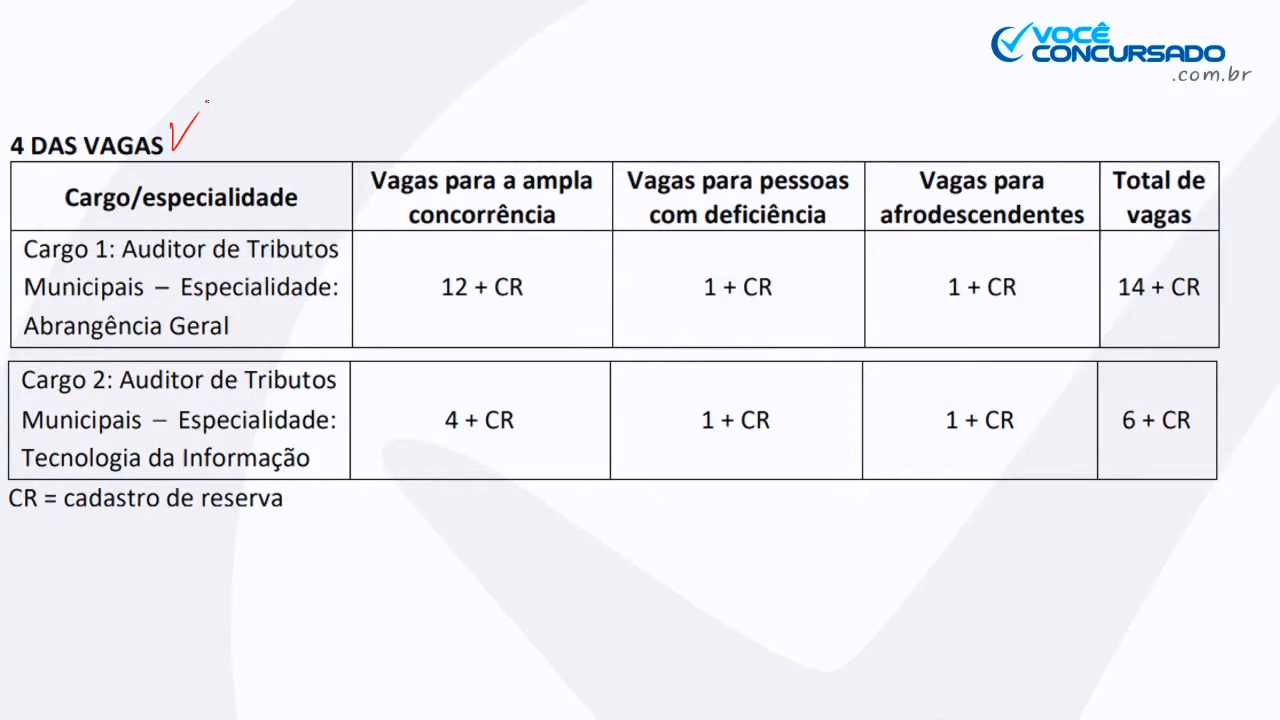 VOCÊ
CONCURSADO
.com.br
4 DAS VAGAS
Cargo/especialidade
Vagas para a ampla
concorrência
Vagas para pessoas
com deficiência
Vagas para
afrodescendentes
Total de
vagas
Cargo 1: Auditor de Tributos
Municipais – Especialidade:
Abrangência Geral
12 + CR
1 + CR
1 + CR
14 + CR
Cargo 2: Auditor de Tributos
Municipais – Especialidade:
Tecnologia da Informação
4 + CR
1 + CR
1 + CR
6 + CR
CR = cadastro de reserva